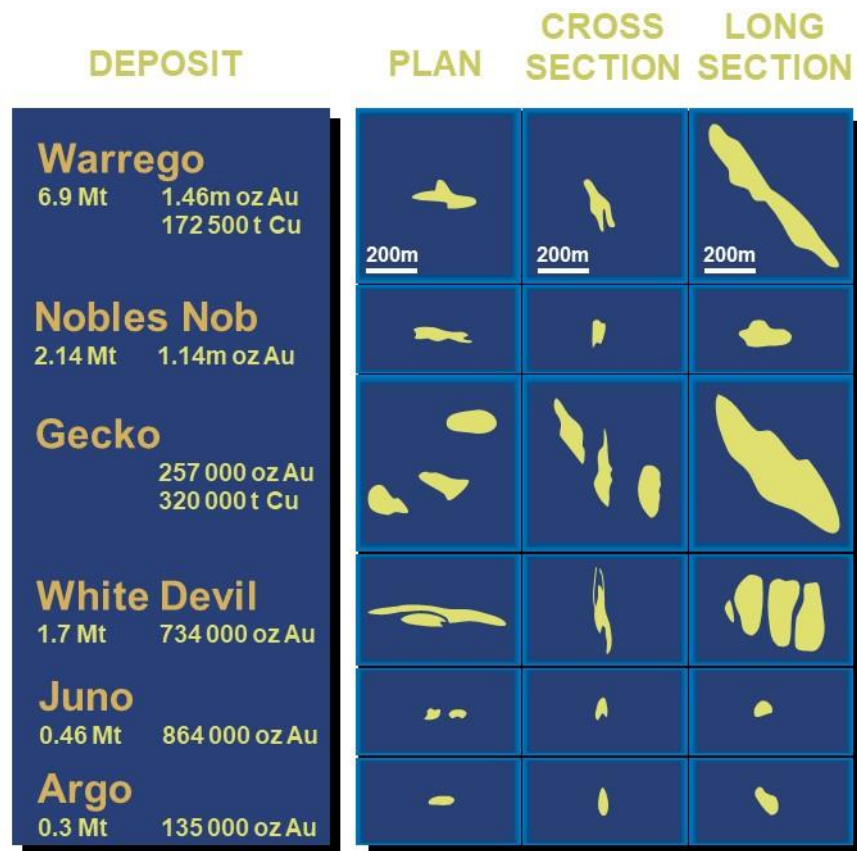 DEPOSIT
PLAN
CROSS
SECTION
LONG
SECTION
Warrego
6.9 Mt 1.46m oz Au
172 500 t Cu
200m
200m
200m
Nobles Nob
2.14 Mt 1.14m oz Au
Gecko
257 000 oz Au
320 000 t Cu
White Devil
1.7 Mt 734 000 oz Au
Juno
0.46 Mt 864 000 oz Au
Argo
0.3 Mt 135 000 oz Au